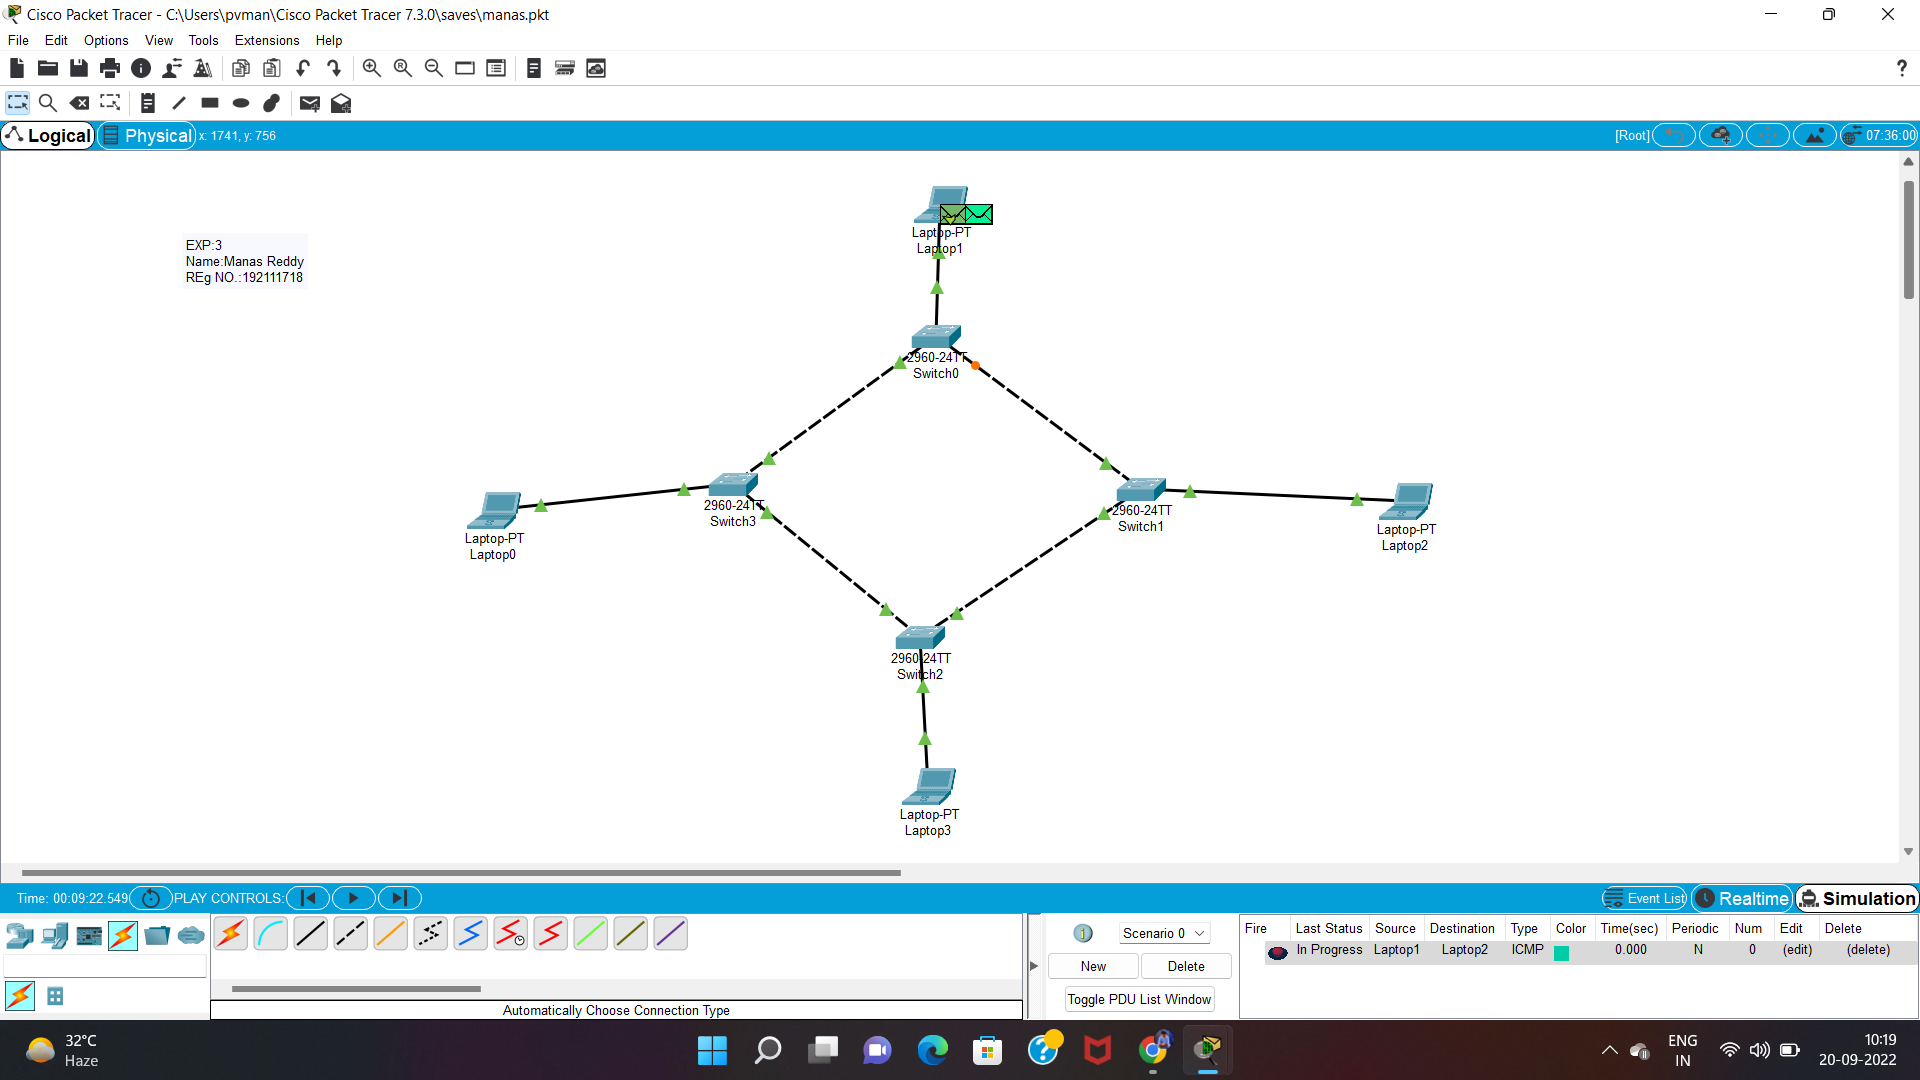 Cisco Packet Tracer - C:\Users\pvman\Cisco Packet Tracer 7.3.0\saves\manas.pkt
File Edit Options View Tools Extensions Help
?
Logical Physical x: 1741, y: 756 [Root] 07:36:00
EXP:3
Name:Manas Reddy
REg NO.:192111718
Laptop-PT
Laptop1
2960-24TT
Switch0
2960-24TT
Switch3
2960-24TT
Switch1
Laptop-PT
Laptop0
Laptop-PT
Laptop2
2960-24TT
Switch2
Laptop-PT
Laptop3
Time: 00:09:22.549 PLAY CONTROLS: Event List Realtime Simulation
Scenario 0
New Delete
Toggle PDU List Window
Fire Last Status Source Destination Type Color Time(sec) Periodic Num Edit Delete
In Progress Laptop1 Laptop2 ICMP 0.000 N 0 (edit) (delete)
Automatically Choose Connection Type
32°C
Haze
ENG
IN
10:19
20-09-2022